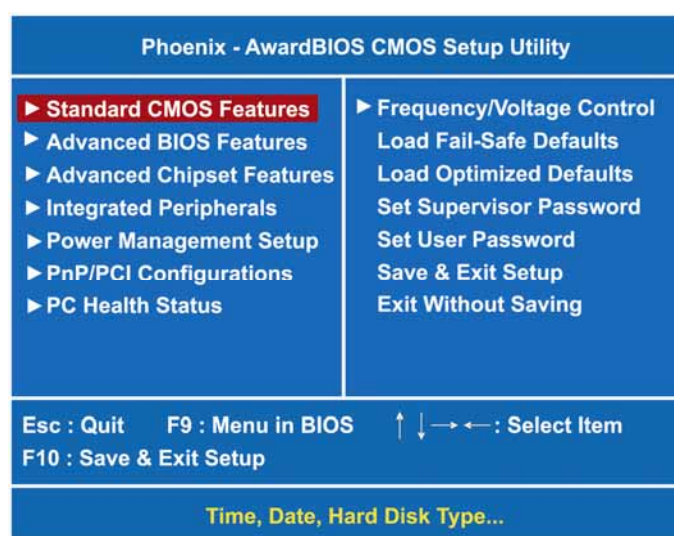 Phoenix - AwardBIOS CMOS Setup Utility
► Standard CMOS Features
► Advanced BIOS Features
► Advanced Chipset Features
► Integrated Peripherals
► Power Management Setup
► PnP/PCI Configurations
► PC Health Status
► Frequency/Voltage Control
Load Fail-Safe Defaults
Load Optimized Defaults
Set Supervisor Password
Set User Password
Save & Exit Setup
Exit Without Saving
Esc : Quit F9 : Menu in BIOS ↑ ↓ → ← : Select Item
F10 : Save & Exit Setup
Time, Date, Hard Disk Type...